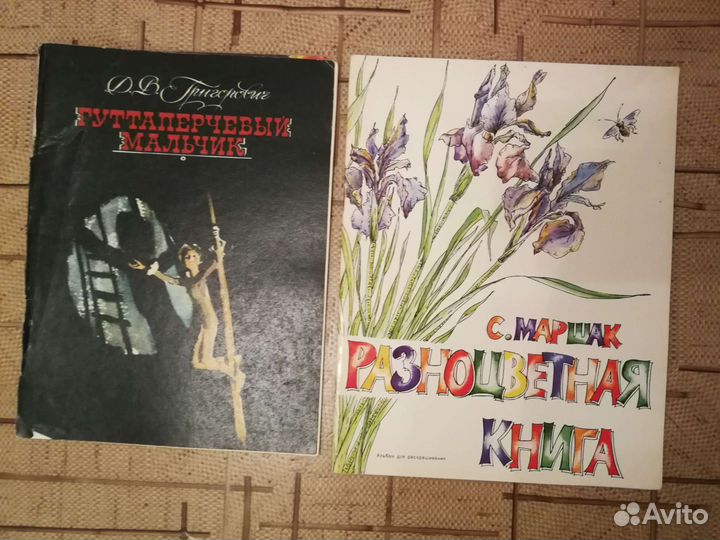 Д.В. Григорович
ГУТТАПЕРЧЕВЫЙ
МАЛЬЧИК
С. МАРШАК
РАЗНОЦВЕТНАЯ
КНИГА
Альбом для раскрашивания
Avito